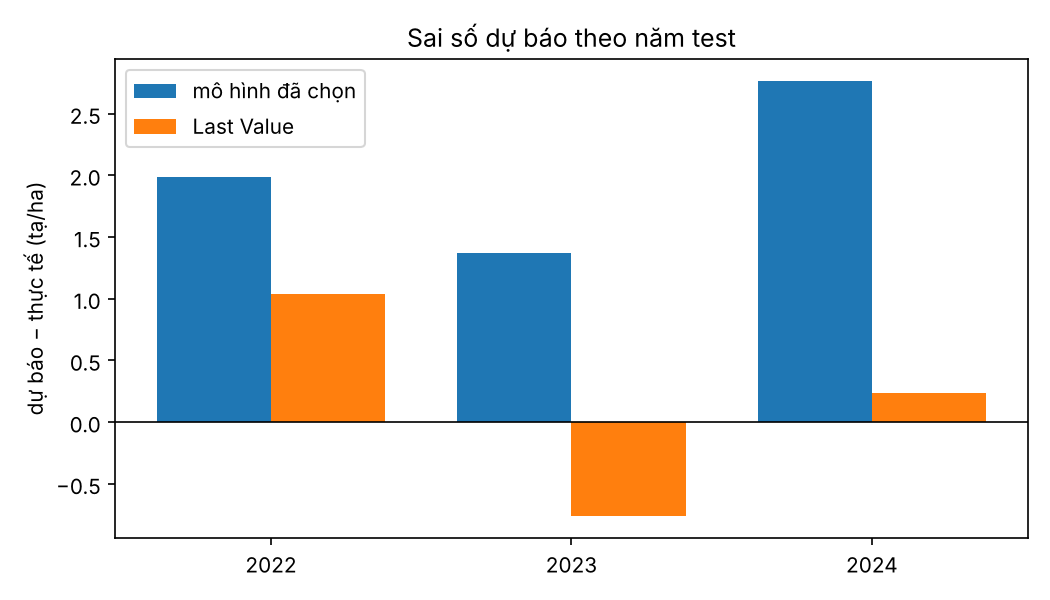 Sai số dự báo theo năm test
mô hình đã chọn
Last Value
dự báo − thực tế (tạ/ha)
2.5
2.0
1.5
1.0
0.5
0.0
−0.5
2022
2023
2024